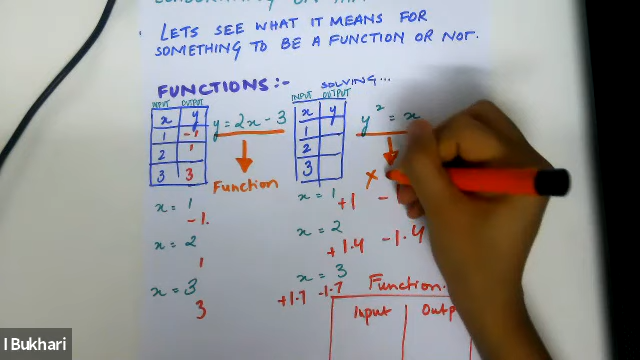 LETS SEE WHAT IT MEANS FOR
SOMETHING TO BE A FUNCTION OR NOT.
FUNCTIONS:-
INPUT OUTPUT
x y
1 -1
2 1
3 3
y = 2x - 3
Function
x = 1
-1.
x = 2
1
x = 3
3
SOLVING...
INPUT OUTPUT
x y
1
2
3
y² = x
x
x = 1
+1 -
x = 2
+1.4 -1.4
x = 3
+1.7 -1.7
Function.
Input Outp
I Bukhari